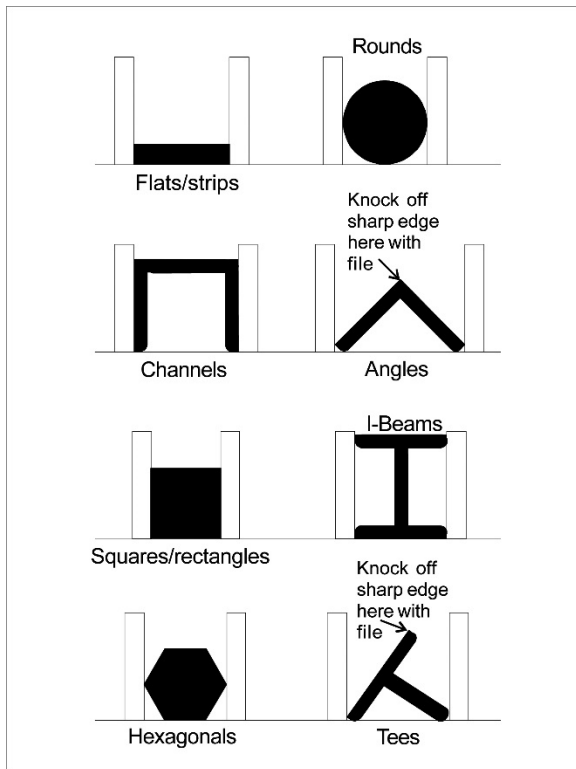 Rounds
Flats/strips
Knock off
sharp edge
here with
file
Channels
Angles
I-Beams
Squares/rectangles
Knock off
sharp edge
here with
file
Hexagonals
Tees